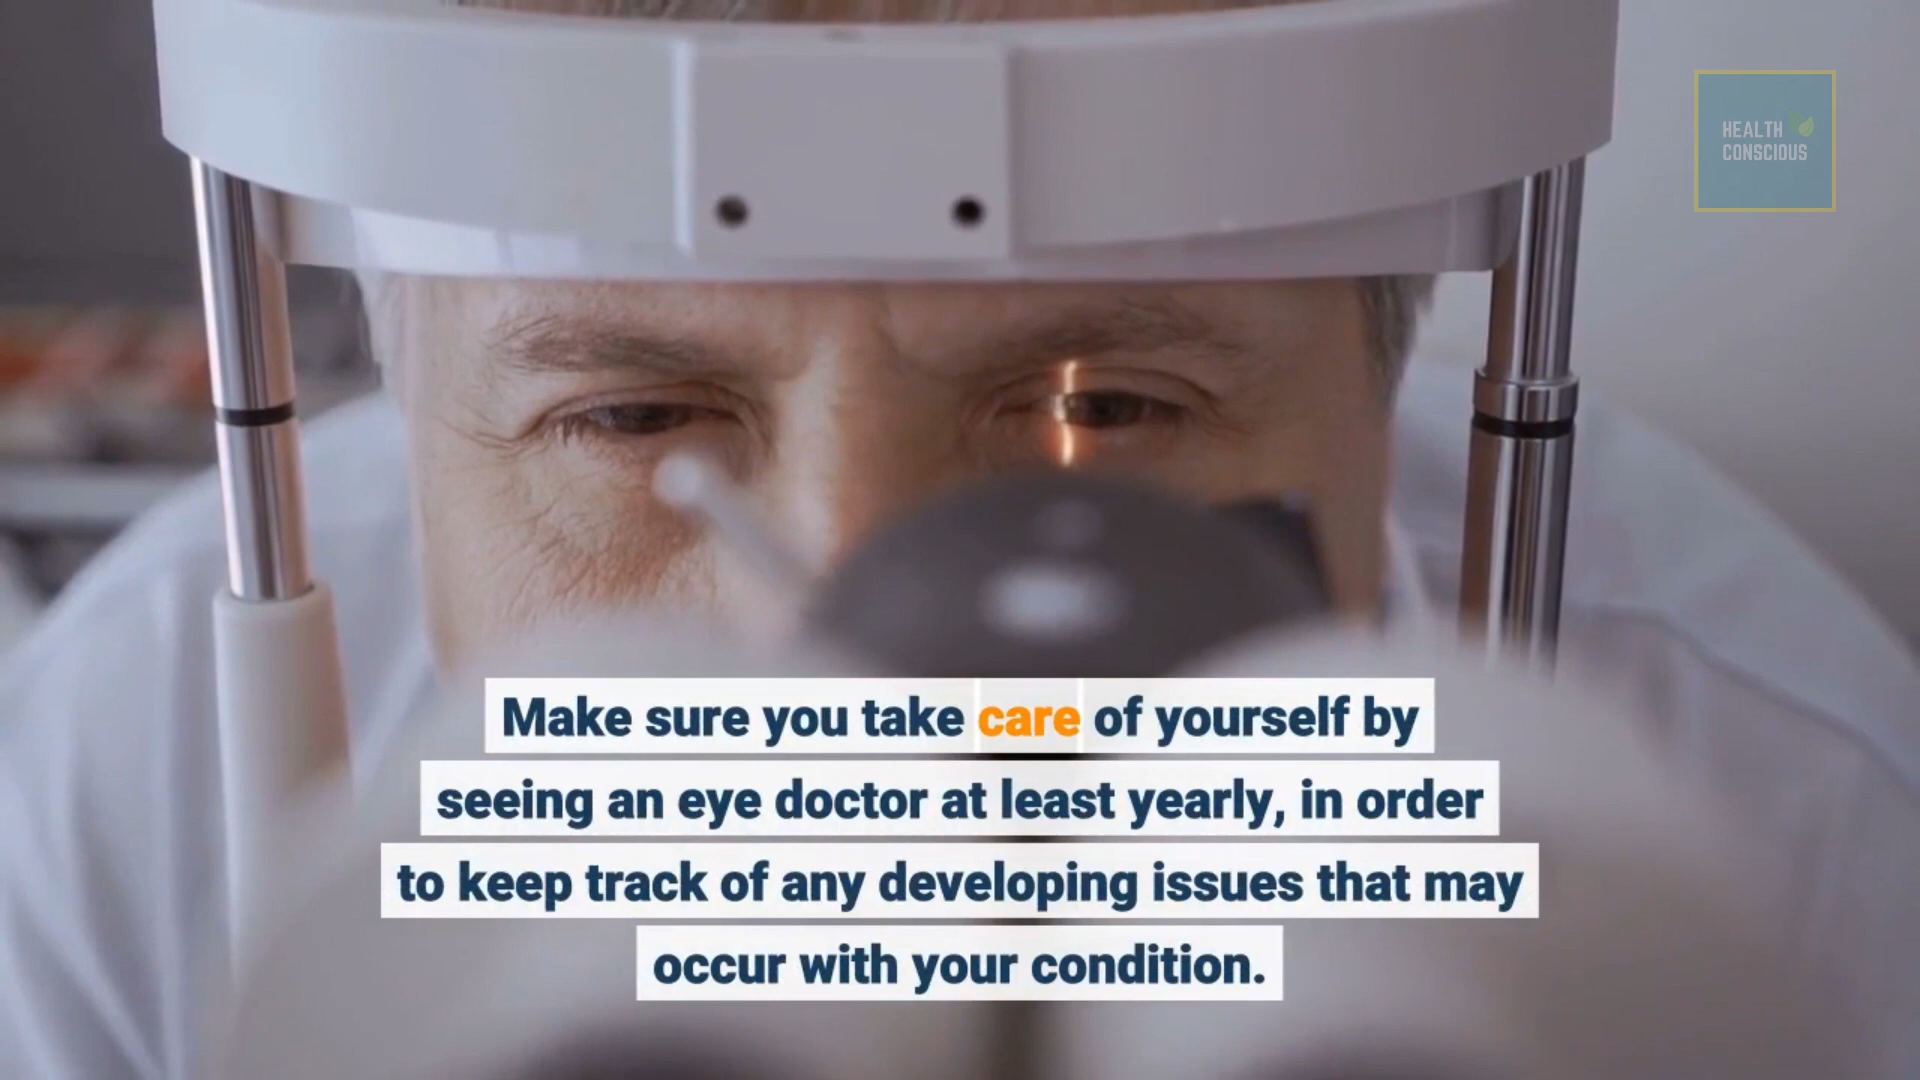 HEALTH
CONSCIOUS
Make sure you take care of yourself by
seeing an eye doctor at least yearly, in order
to keep track of any developing issues that may
occur with your condition.